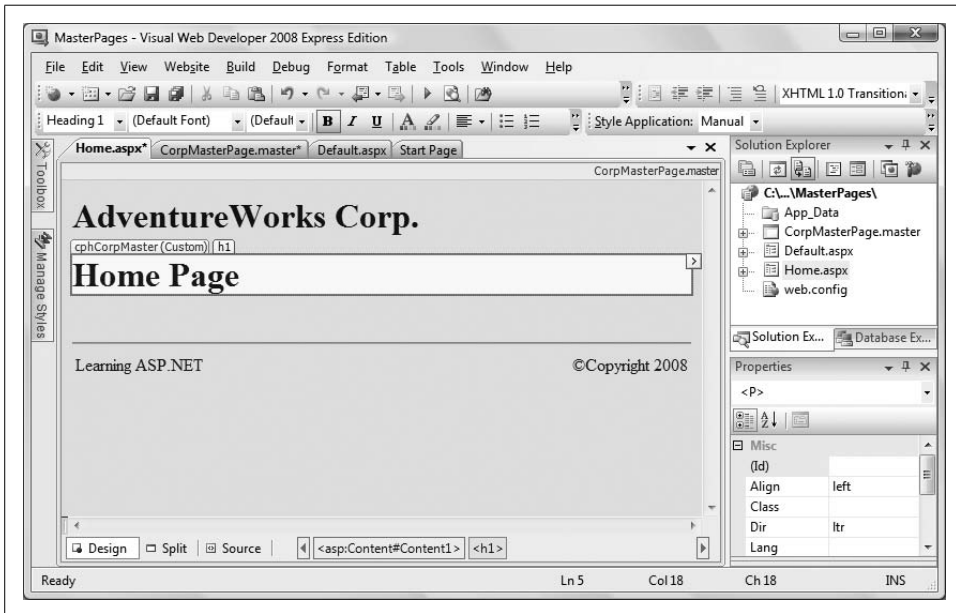 MasterPages - Visual Web Developer 2008 Express Edition
File Edit View Website Build Debug Format Table Tools Window Help
XHTML 1.0 Transition
Heading 1 (Default Font) (Default B I U A Style Application: Manual
Home.aspx* CorpMasterPage.master* Default.aspx Start Page
CorpMasterPage.master
Toolbox
Manage Styles
AdventureWorks Corp.
cphCorpMaster (Custom) h1
Home Page
Learning ASP.NET ©Copyright 2008
Design Split Source <asp:Content#Content1> <h1>
Solution Explorer
C:\...\MasterPages\
App_Data
CorpMasterPage.master
Default.aspx
Home.aspx
web.config
Solution Ex... Database Ex...
Properties
<P>
Misc
(Id)
Align left
Class
Dir ltr
Lang
Ready Ln 5 Col 18 Ch 18 INS